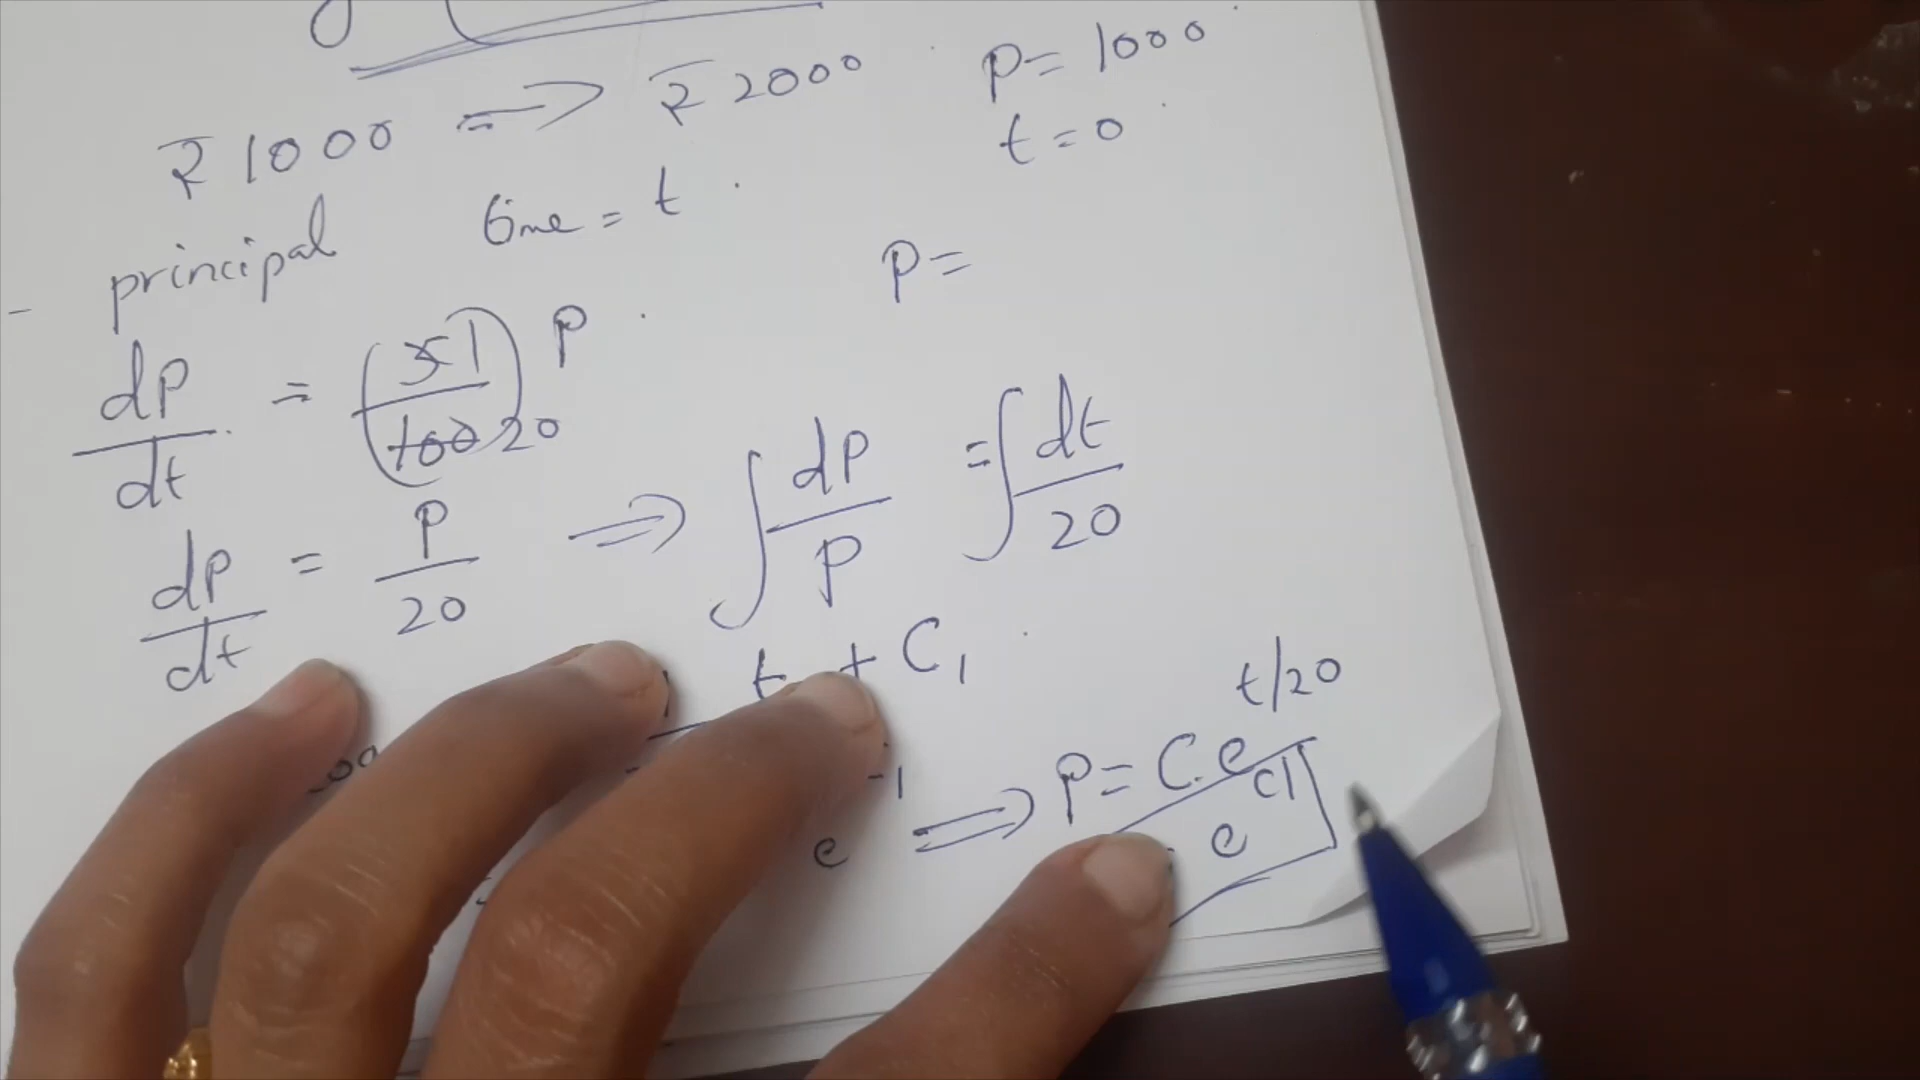 ₹ 1000 => ₹ 2000
P = 1000
t = 0
principal
time = t
P =
dP/dt = (5 1/100 20) P
dP/dt = P/20 => ∫ dP/P = ∫ dt/20
t + C1
e => P = C.e^t/20
e^C1